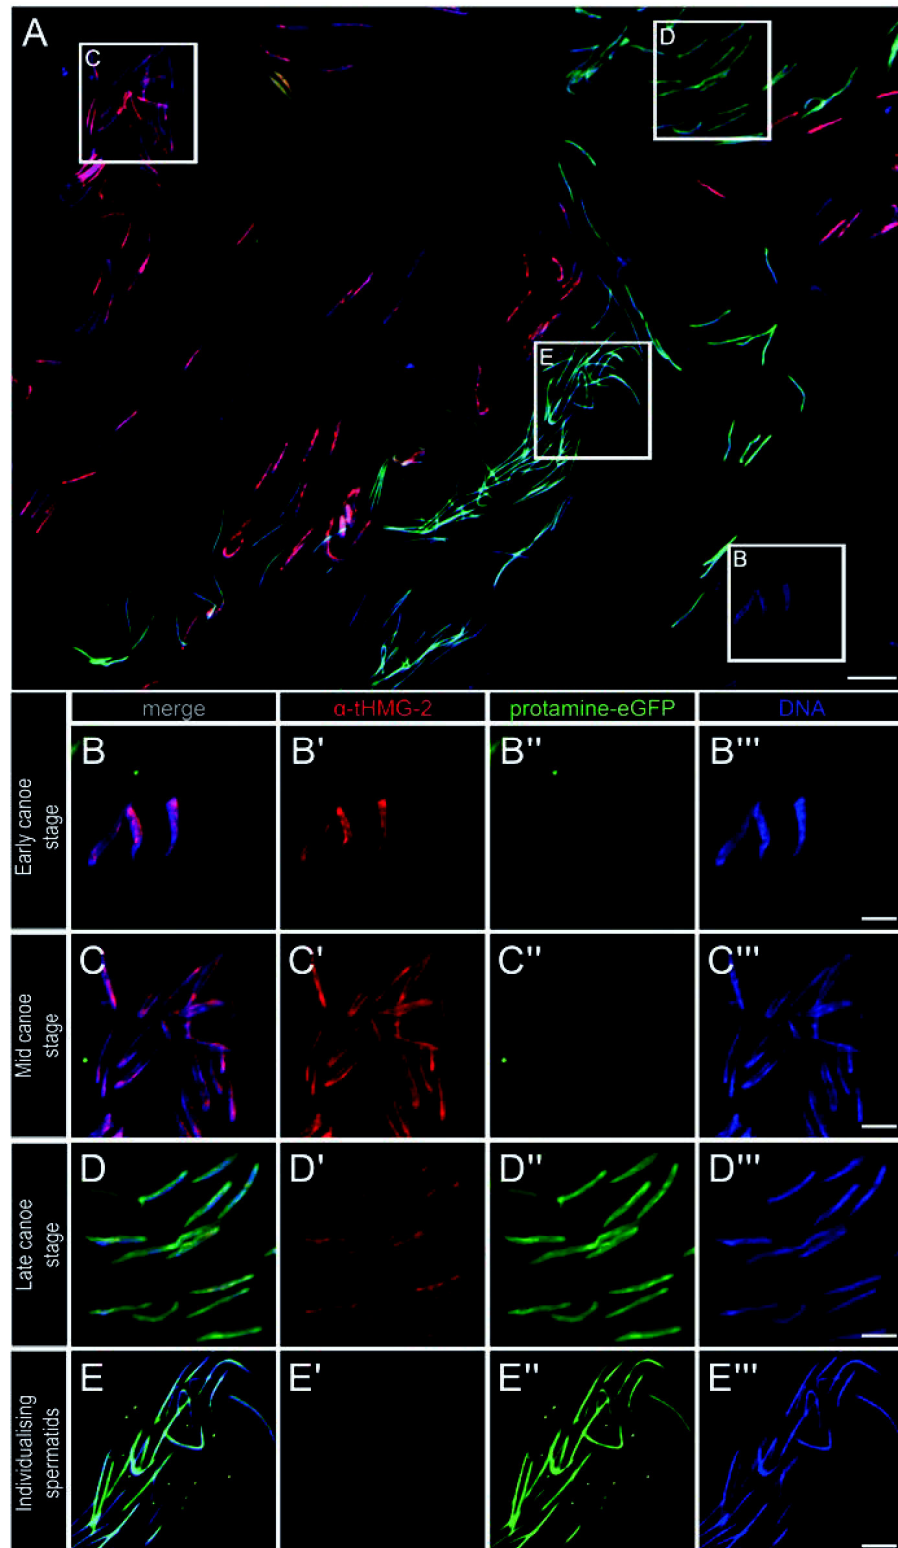 A
C
D
E
B
merge α-tHMG-2 protamine-eGFP DNA
Early canoe
stage
B B' B'' B'''
Mid canoe
stage
C C' C'' C'''
Late canoe
stage
D D' D'' D'''
Individualising
spermatids
E E' E'' E'''